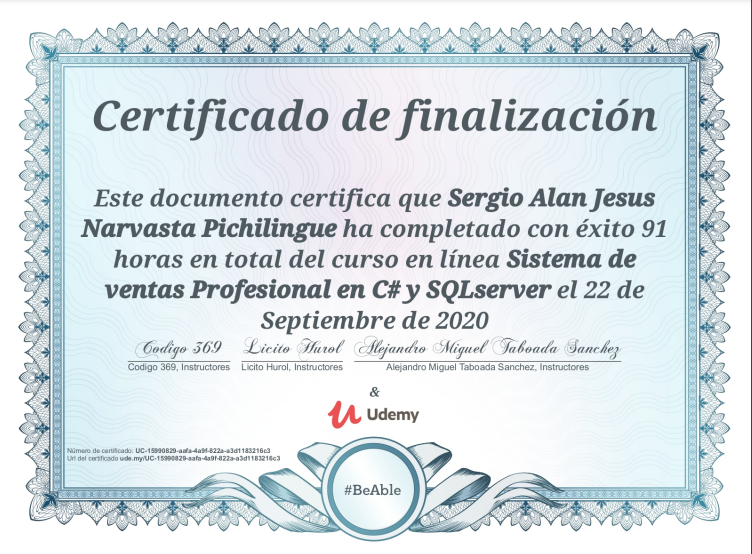 Certificado de finalización
Este documento certifica que Sergio Alan Jesus
Narvasta Pichilingue ha completado con éxito 91
horas en total del curso en línea Sistema de
ventas Profesional en C# y SQLserver el 22 de
Septiembre de 2020
Codigo 369 Licito Hurol Alejandro Miguel Taboada Sanchez
Codigo 369, Instructores Licito Hurol, Instructores Alejandro Miguel Taboada Sanchez, Instructores
&
Udemy
Número de certificado: UC-15990829-aafa-4a9f-822a-a3d1183216c3
Url del certificado ude.my/UC-15990829-aafa-4a9f-822a-a3d1183216c3
#BeAble